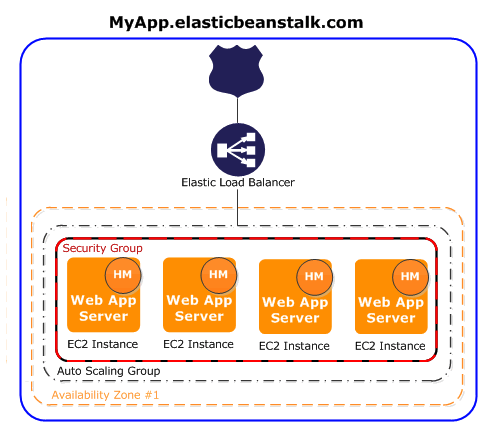 MyApp.elasticbeanstalk.com
Elastic Load Balancer
Security Group
HM HM HM HM
Web App Web App Web App Web App
Server Server Server Server
EC2 Instance EC2 Instance EC2 Instance EC2 Instance
Auto Scaling Group
Availability Zone #1